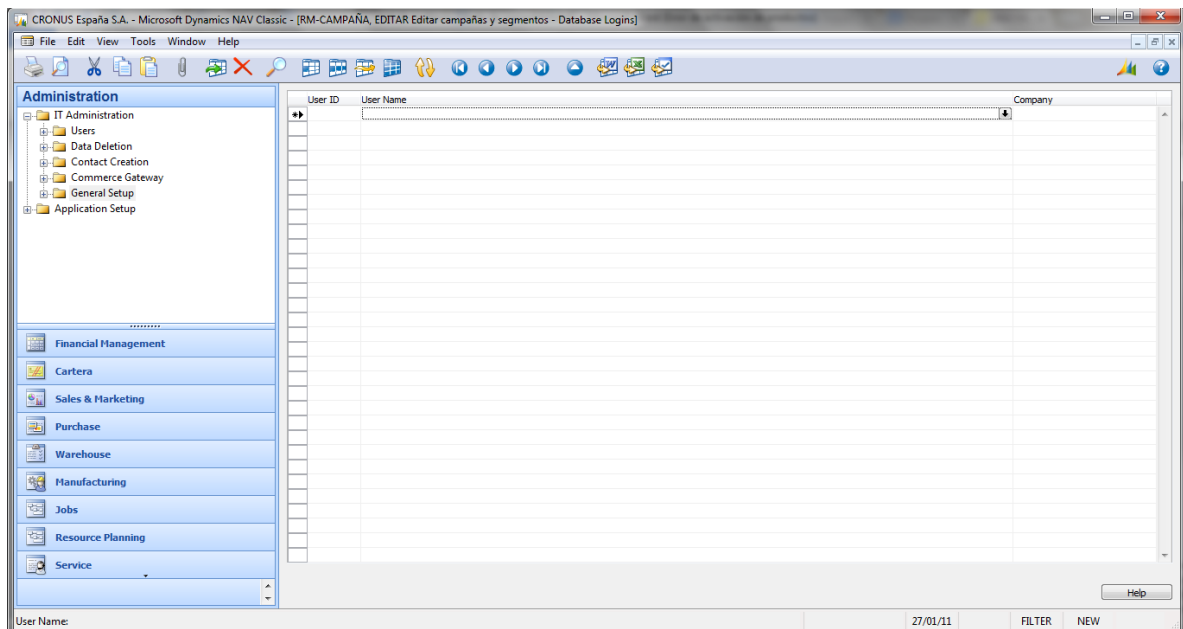 CRONUS España S.A. - Microsoft Dynamics NAV Classic - [RM-CAMPAÑA, EDITAR Editar campañas y segmentos - Database Logins]
File Edit View Tools Window Help
Administration
IT Administration
Users
Data Deletion
Contact Creation
Commerce Gateway
General Setup
Application Setup
Financial Management
Cartera
Sales & Marketing
Purchase
Warehouse
Manufacturing
Jobs
Resource Planning
Service
User ID User Name Company
Help
User Name: 27/01/11 FILTER NEW